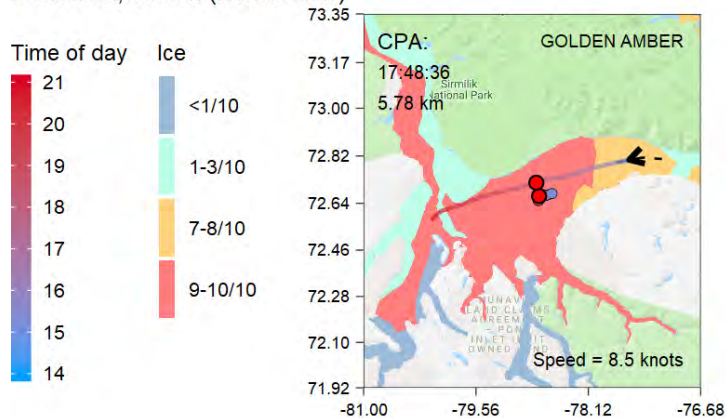 Time of day
21
20
19
18
17
16
15
14
Ice
<1/10
1-3/10
7-8/10
9-10/10
73.35
73.17
73.00
72.82
72.64
72.46
72.28
72.10
71.92
CPA:
17:48:36
5.78 km
GOLDEN AMBER
Sirmilik
National Park
NUNAV
LAND CLAIMS
AGREEMENT
INLET
OWNED
Speed = 8.5 knots
-81.00
-79.56
-78.12
-76.68